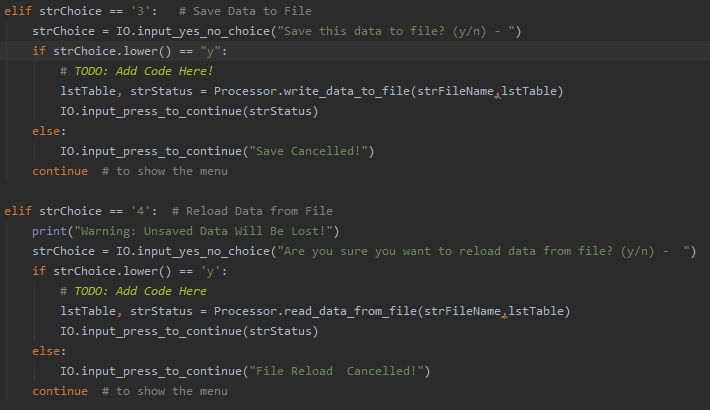 elif strChoice == '3':   # Save Data to File
    strChoice = IO.input_yes_no_choice("Save this data to file? (y/n) - ")
    if strChoice.lower() == "y":
        # TODO: Add Code Here!
        lstTable, strStatus = Processor.write_data_to_file(strFileName,lstTable)
        IO.input_press_to_continue(strStatus)
    else:
        IO.input_press_to_continue("Save Cancelled!")
    continue  # to show the menu

elif strChoice == '4':  # Reload Data from File
    print("Warning: Unsaved Data Will Be Lost!")
    strChoice = IO.input_yes_no_choice("Are you sure you want to reload data from file? (y/n) -  ")
    if strChoice.lower() == 'y':
        # TODO: Add Code Here
        lstTable, strStatus = Processor.read_data_from_file(strFileName,lstTable)
        IO.input_press_to_continue(strStatus)
    else:
        IO.input_press_to_continue("File Reload  Cancelled!")
    continue  # to show the menu